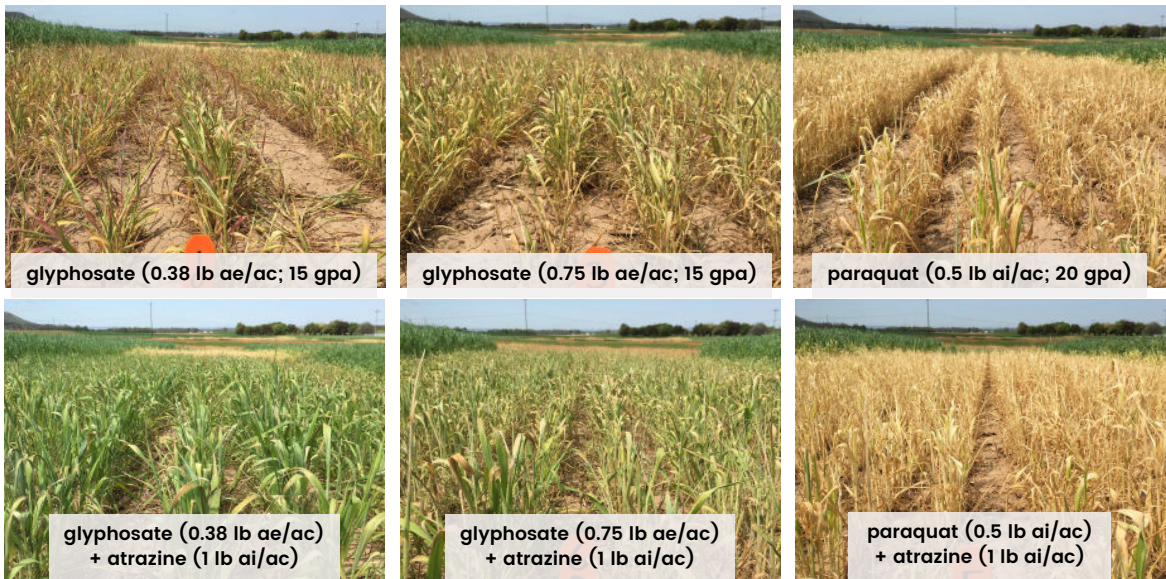 glyphosate (0.38 lb ae/ac; 15 gpa)
glyphosate (0.75 lb ae/ac; 15 gpa)
paraquat (0.5 lb ai/ac; 20 gpa)
glyphosate (0.38 lb ae/ac)
+ atrazine (1 lb ai/ac)
glyphosate (0.75 lb ae/ac)
+ atrazine (1 lb ai/ac)
paraquat (0.5 lb ai/ac)
+ atrazine (1 lb ai/ac)